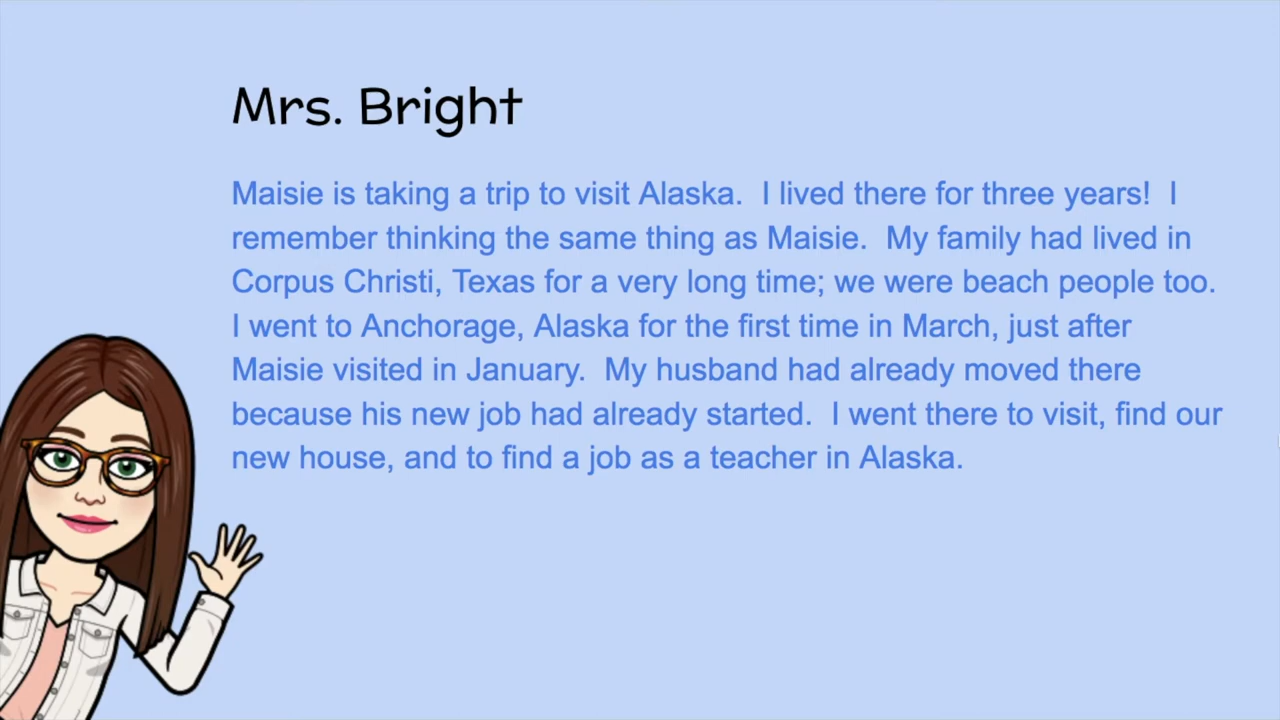 Mrs. Bright
Maisie is taking a trip to visit Alaska.  I lived there for three years!  I
remember thinking the same thing as Maisie.  My family had lived in
Corpus Christi, Texas for a very long time; we were beach people too.
I went to Anchorage, Alaska for the first time in March, just after
Maisie visited in January.  My husband had already moved there
because his new job had already started.  I went there to visit, find our
new house, and to find a job as a teacher in Alaska.